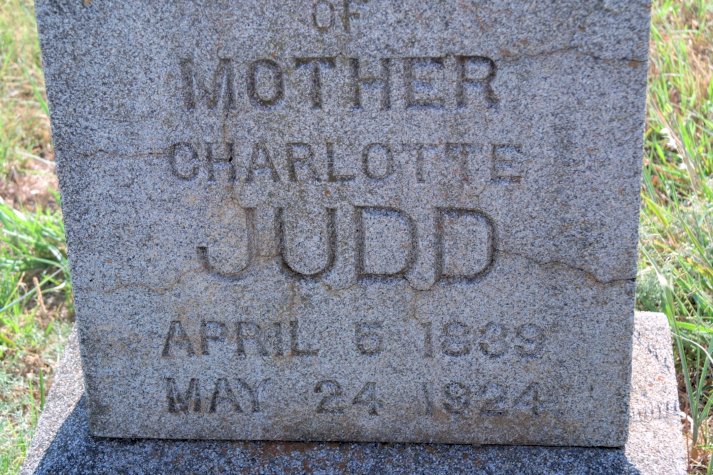 OF
MOTHER
CHARLOTTE
JUDD
APRIL 5 1839
MAY 24 1924